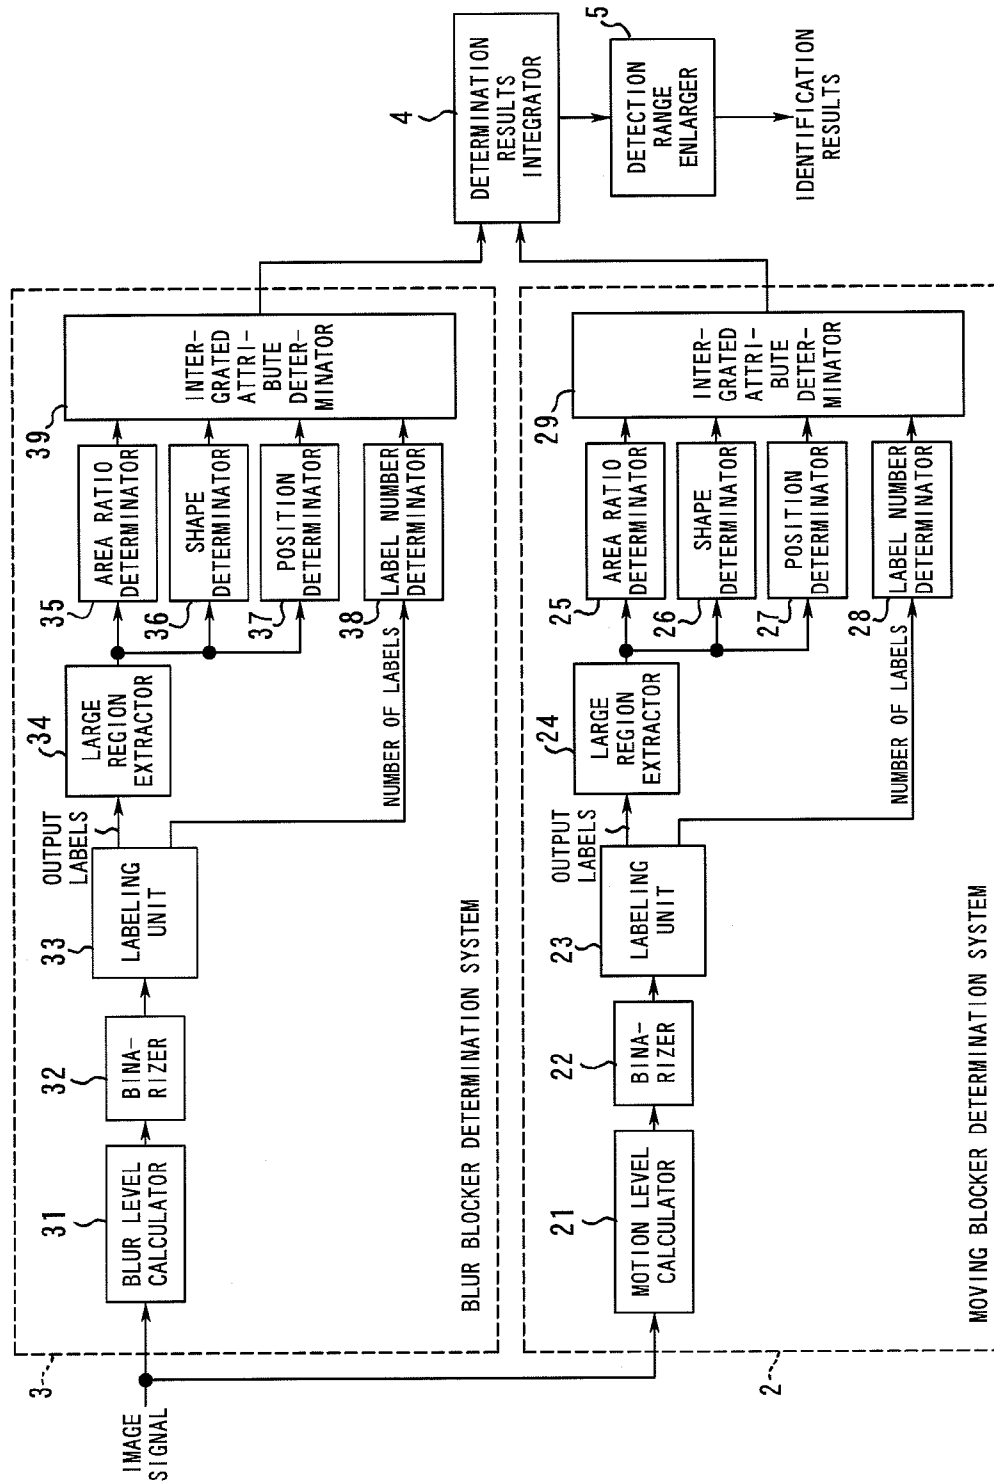 IMAGE
SIGNAL
3
BLUR BLOCKER DETERMINATION SYSTEM
31
BLUR LEVEL
CALCULATOR
32
BINA-
RIZER
33
LABELING
UNIT
OUTPUT
LABELS
NUMBER OF LABELS
34
LARGE
REGION
EXTRACTOR
35
AREA RATIO
DETERMINATOR
36
SHAPE
DETERMINATOR
37
POSITION
DETERMINATOR
38
LABEL NUMBER
DETERMINATOR
39
INTER-
GRATED
ATTRI-
BUTE
DETER-
MINATOR
2
MOVING BLOCKER DETERMINATION SYSTEM
21
MOTION LEVEL
CALCULATOR
22
BINA-
RIZER
23
LABELING
UNIT
OUTPUT
LABELS
NUMBER OF LABELS
24
LARGE
REGION
EXTRACTOR
25
AREA RATIO
DETERMINATOR
26
SHAPE
DETERMINATOR
27
POSITION
DETERMINATOR
28
LABEL NUMBER
DETERMINATOR
29
INTER-
GRATED
ATTRI-
BUTE
DETER-
MINATOR
4
DETERMINATION
RESULTS
INTEGRATOR
5
DETECTION
RANGE
ENLARGER
IDENTIFICATION
RESULTS